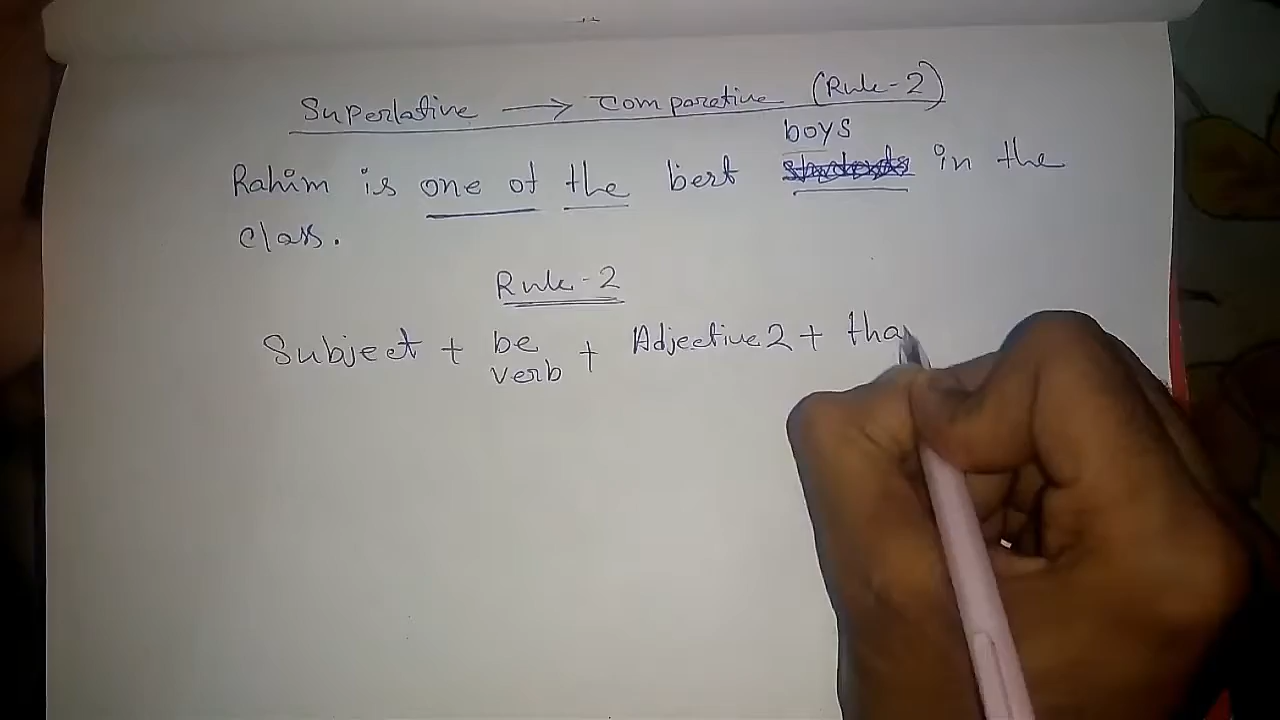 Superlative → Comparative (Rule-2)
boys
Rahim is one of the best in the
class.
Rule-2
Subject + be verb + Adjective 2 + tha